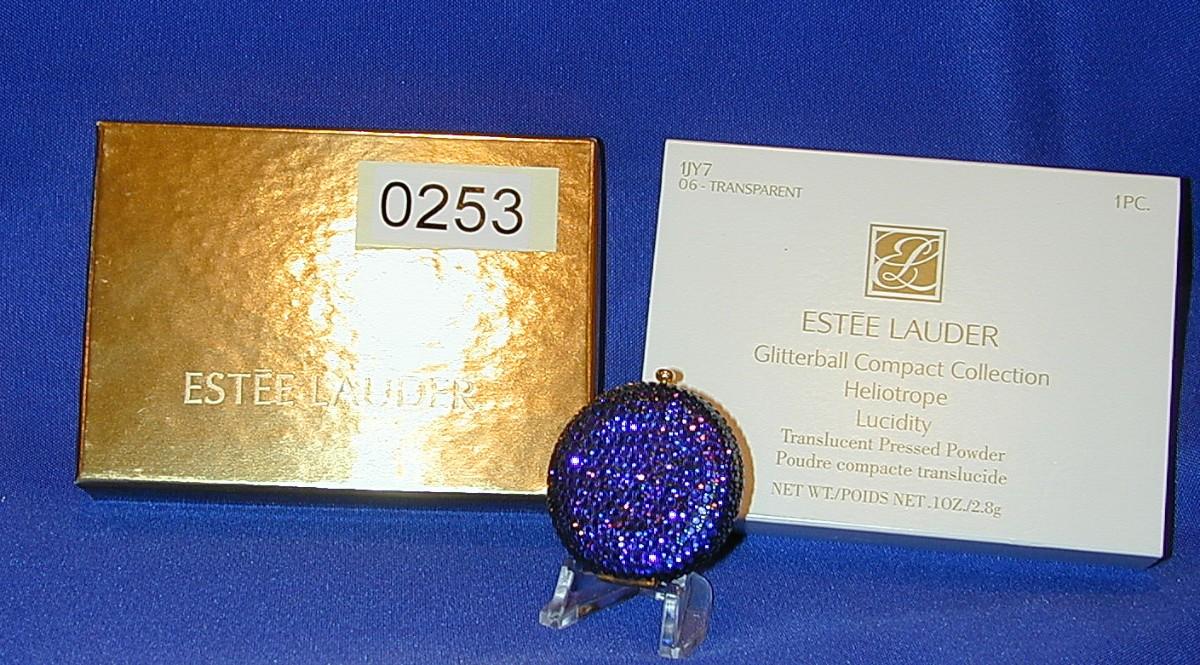 0253
ESTĒE LAUDER
1JY7
06 - TRANSPARENT
1PC.
EL
ESTĒE LAUDER
Glitterball Compact Collection
Heliotrope
Lucidity
Translucent Pressed Powder
Poudre compacte translucide
NET WT./POIDS NET .1OZ./2.8g